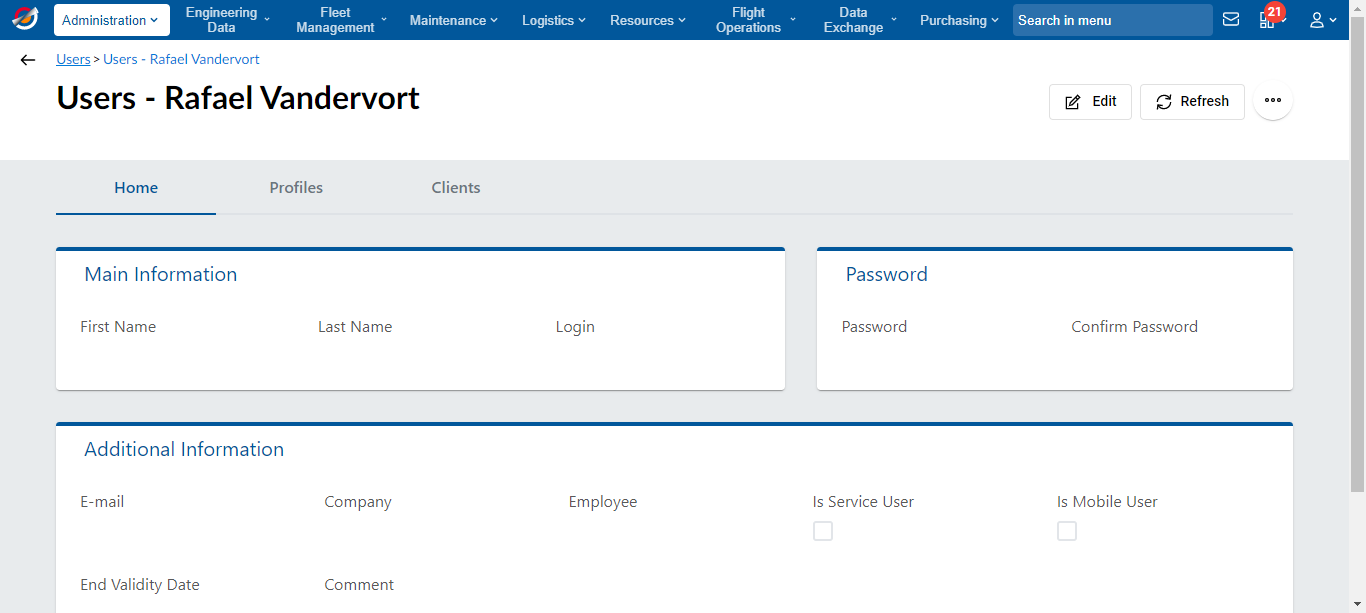 Administration
Engineering Data
Fleet Management
Maintenance
Logistics
Resources
Flight Operations
Data Exchange
Purchasing
Search in menu
21
Users > Users - Rafael Vandervort
Users - Rafael Vandervort
Edit
Refresh
Home
Profiles
Clients
Main Information
First Name
Last Name
Login
Password
Password
Confirm Password
Additional Information
E-mail
Company
Employee
Is Service User
Is Mobile User
End Validity Date
Comment